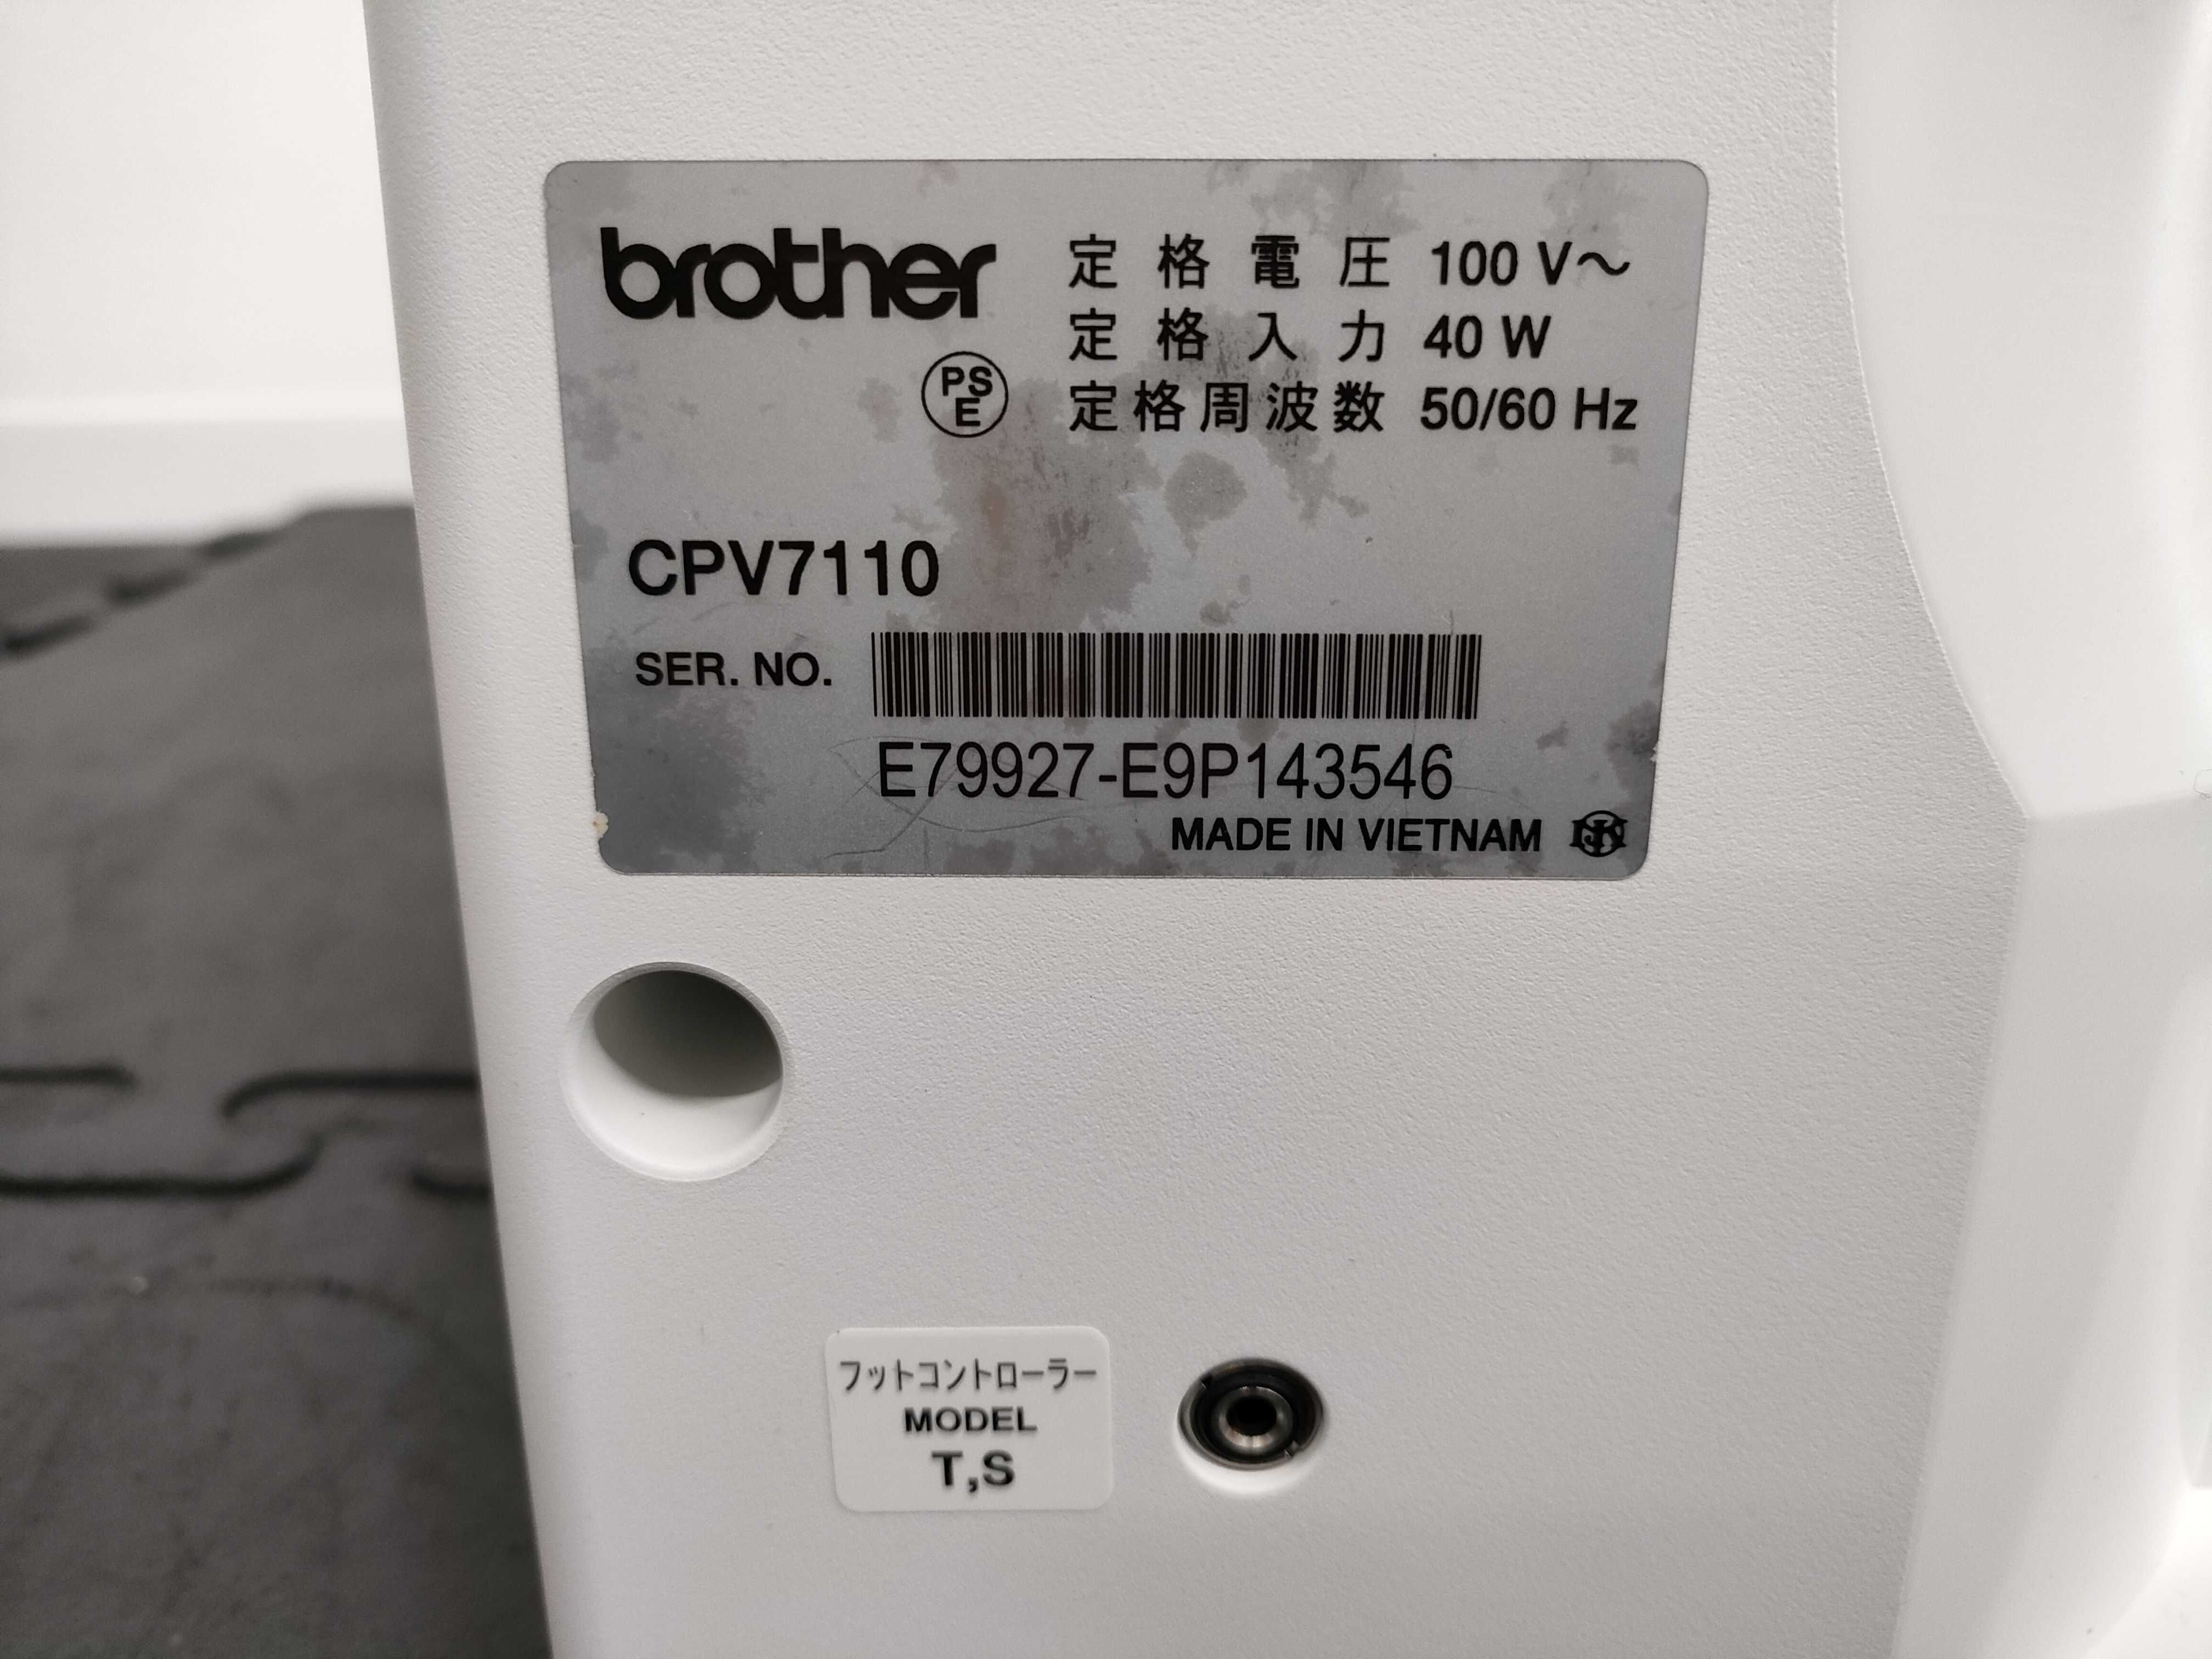 brother
定格電圧 100 V～
定格入力 40 W
PS
E
定格周波数 50/60 Hz
CPV7110
SER. NO.
E79927-E9P143546
MADE IN VIETNAM
フットコントローラー
MODEL
T,S